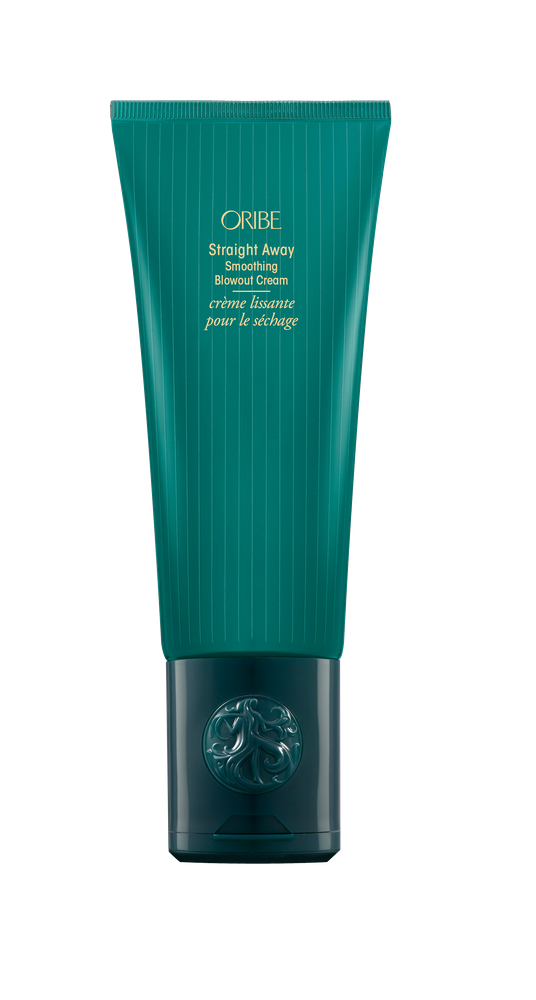 ORIBE
Straight Away
Smoothing
Blowout Cream
crème lissante
pour le séchage